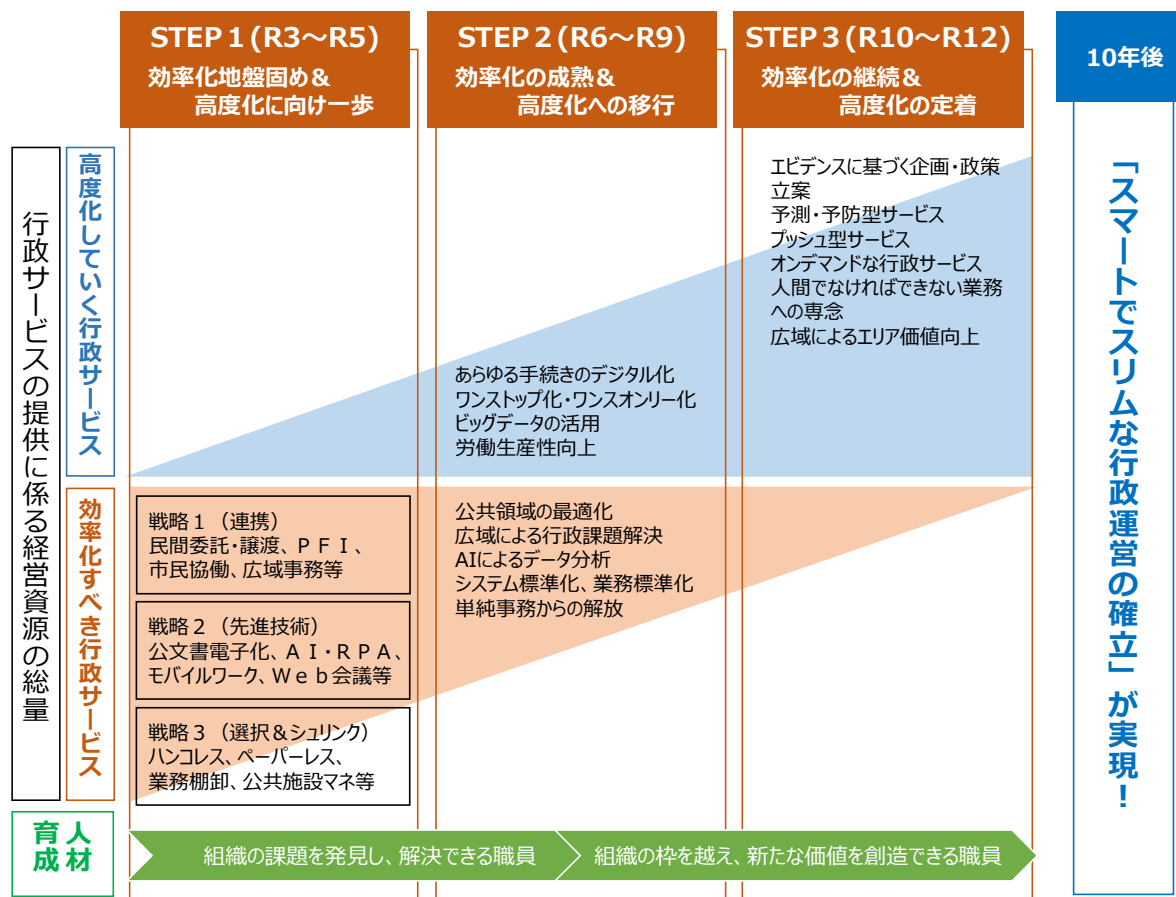 STEP 1 (R3～R5)
効率化地盤固め＆
高度化に向け一歩
STEP 2 (R6～R9)
効率化の成熟＆
高度化への移行
STEP 3 (R10～R12)
効率化の継続＆
高度化の定着
10年後
行政サービスの提供に係る経営資源の総量
高度化していく行政サービス
エビデンスに基づく企画・政策
立案
予測・予防型サービス
プッシュ型サービス
オンデマンドな行政サービス
人間でなければできない業務
への専念
広域によるエリア価値向上
あらゆる手続きのデジタル化
ワンストップ化・ワンスオンリー化
ビッグデータの活用
労働生産性向上
効率化すべき行政サービス
戦略１（連携）
民間委託・譲渡、ＰＦＩ、
市民協働、広域事務等
戦略２（先進技術）
公文書電子化、ＡＩ・ＲＰＡ、
モバイルワーク、Ｗｅｂ会議等
戦略３（選択＆シュリンク）
ハンコレス、ペーパーレス、
業務棚卸、公共施設マネ等
公共領域の最適化
広域による行政課題解決
AIによるデータ分析
システム標準化、業務標準化
単純事務からの解放
「スマートでスリムな行政運営の確立」が実現！
人材
育成
組織の課題を発見し、解決できる職員
組織の枠を越え、新たな価値を創造できる職員